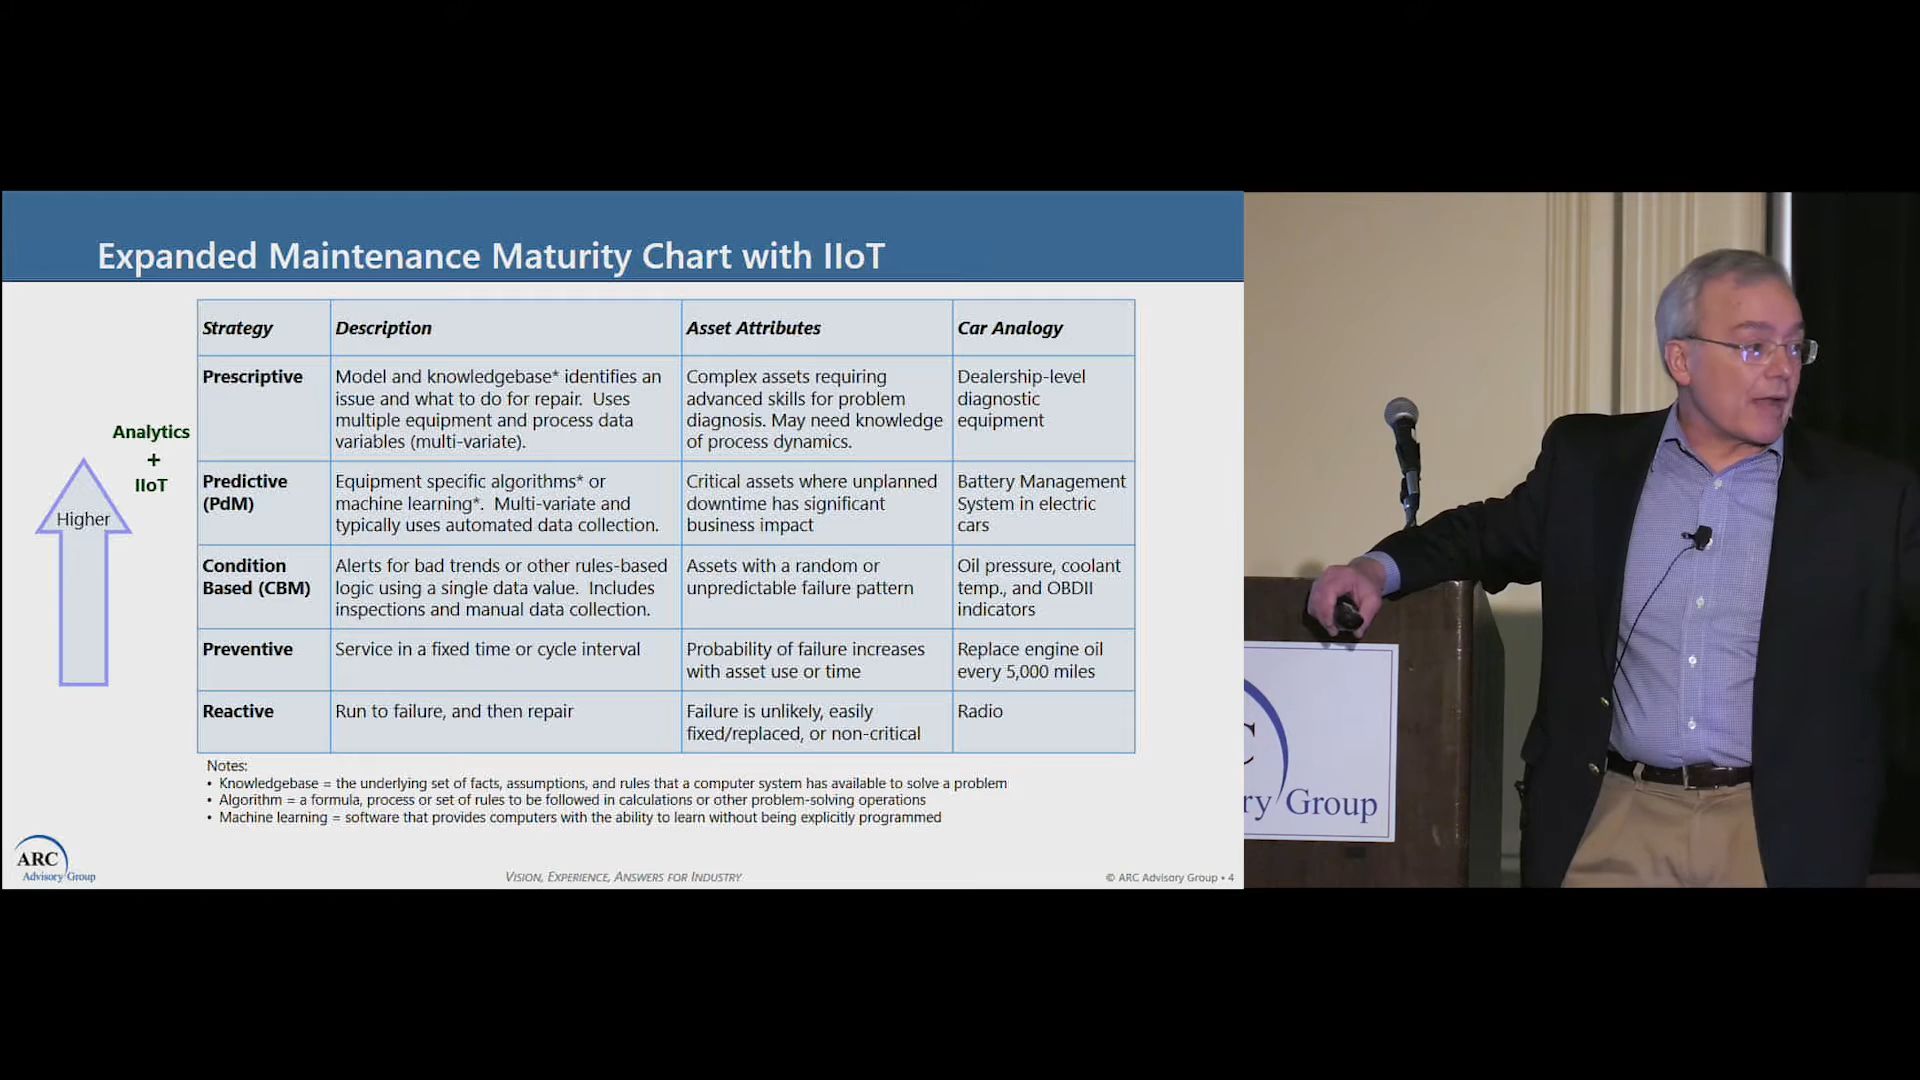 Expanded Maintenance Maturity Chart with IIoT
Strategy
Description
Asset Attributes
Car Analogy
Prescriptive
Model and knowledgebase* identifies an
issue and what to do for repair. Uses
multiple equipment and process data
variables (multi-variate).
Complex assets requiring
advanced skills for problem
diagnosis. May need knowledge
of process dynamics.
Dealership-level
diagnostic
equipment
Analytics
+
IIoT
Higher
Predictive
(PdM)
Equipment specific algorithms* or
machine learning*. Multi-variate and
typically uses automated data collection.
Critical assets where unplanned
downtime has significant
business impact
Battery Management
System in electric
cars
Condition
Based (CBM)
Alerts for bad trends or other rules-based
logic using a single data value. Includes
inspections and manual data collection.
Assets with a random or
unpredictable failure pattern
Oil pressure, coolant
temp., and OBDII
indicators
Preventive
Service in a fixed time or cycle interval
Probability of failure increases
with asset use or time
Replace engine oil
every 5,000 miles
Reactive
Run to failure, and then repair
Failure is unlikely, easily
fixed/replaced, or non-critical
Radio
Notes:
• Knowledgebase = the underlying set of facts, assumptions, and rules that a computer system has available to solve a problem
• Algorithm = a formula, process or set of rules to be followed in calculations or other problem-solving operations
• Machine learning = software that provides computers with the ability to learn without being explicitly programmed
ARC
Advisory Group
VISION, EXPERIENCE, ANSWERS FOR INDUSTRY
© ARC Advisory Group • 4
C
ry Group